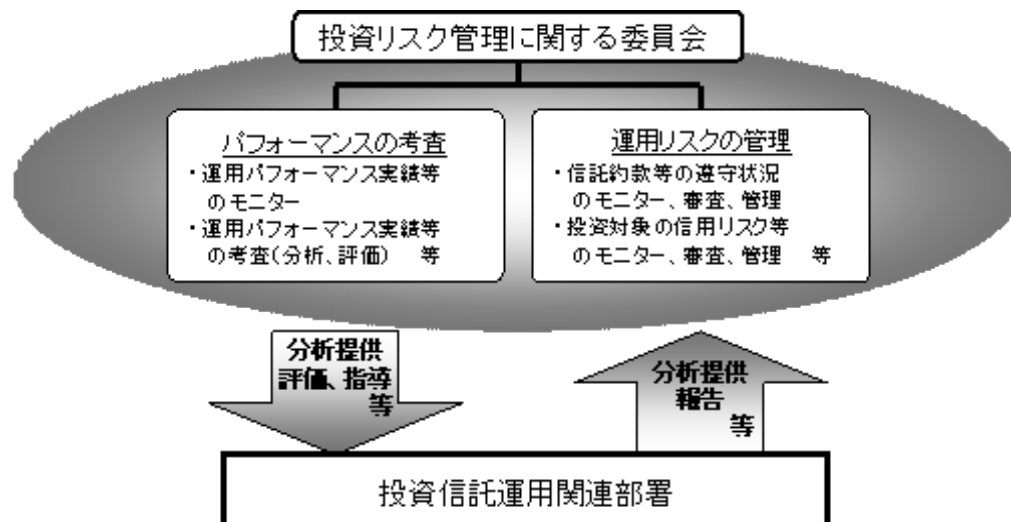 投資リスク管理に関する委員会
パフォーマンスの考査
・運用パフォーマンス実績等
のモニター
・運用パフォーマンス実績等
の考査(分析、評価) 等
運用リスクの管理
・信託約款等の遵守状況
のモニター、審査、管理
・投資対象の信用リスク等
のモニター、審査、管理 等
分析提供
評価、指導
等
分析提供
報告
等
投資信託運用関連部署